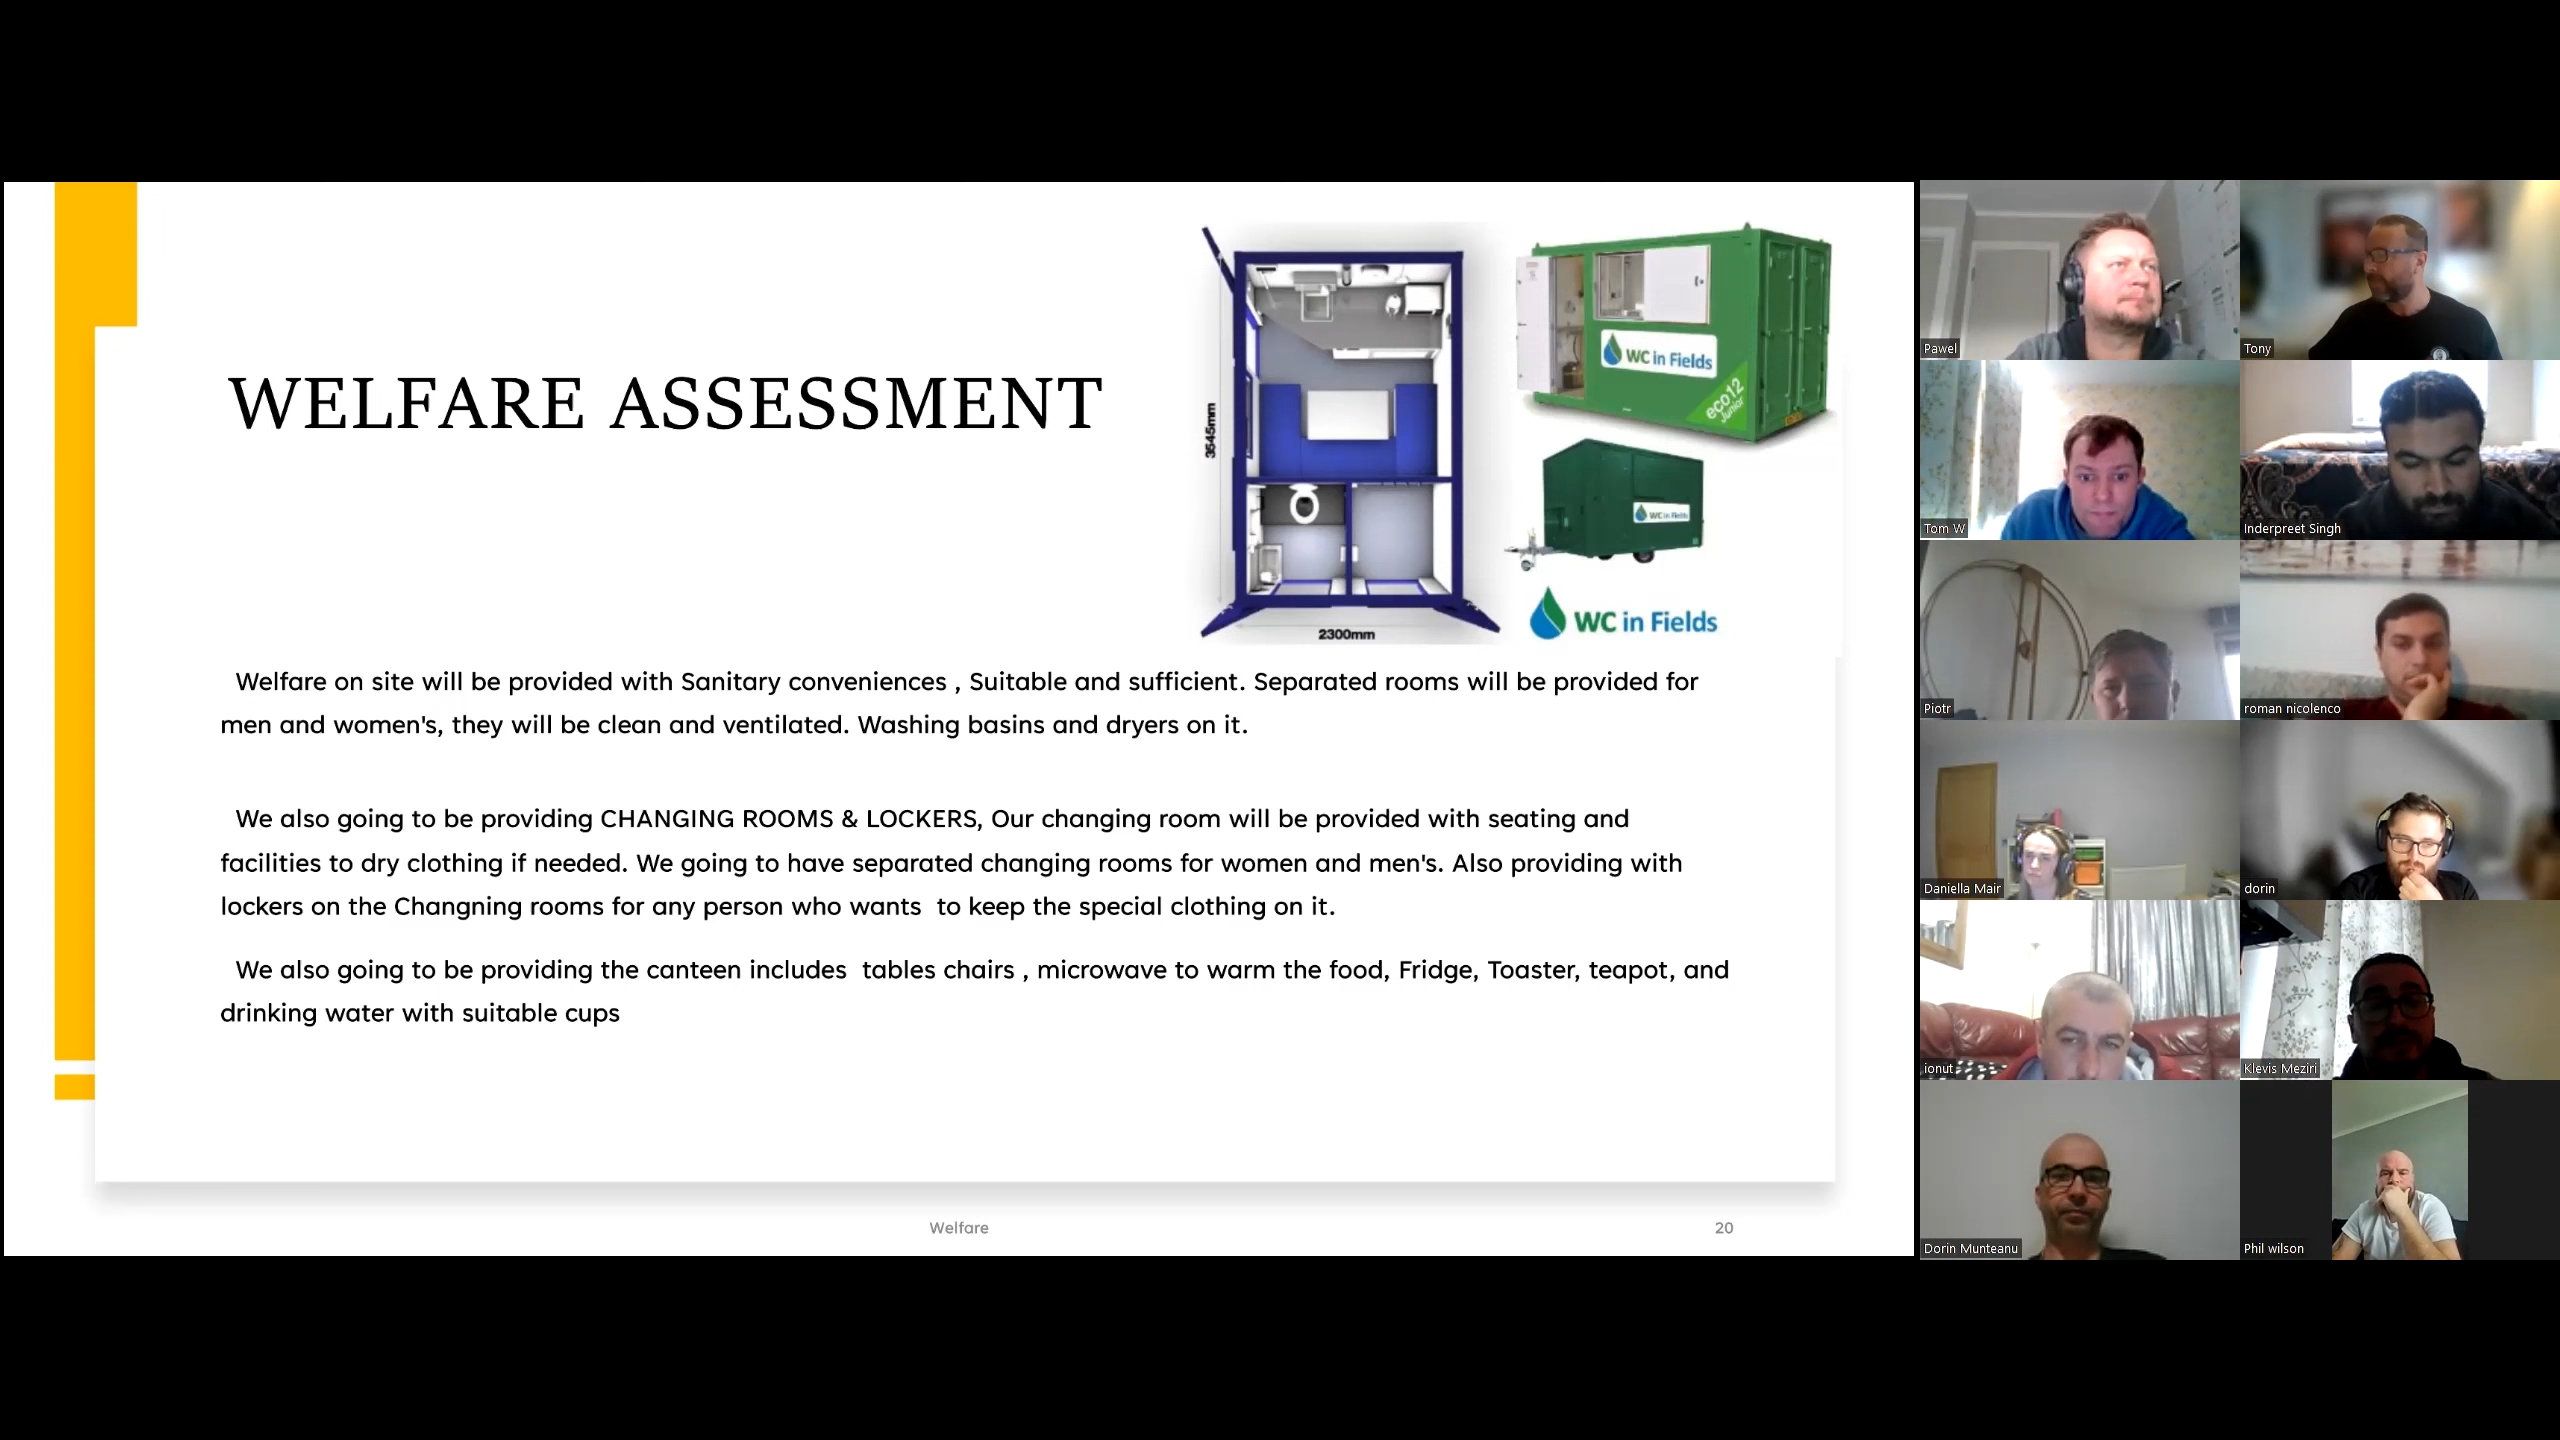 WELFARE ASSESSMENT
3545mm
2300mm
WC in Fields
eco12
Junior
WC in Fields
WC in Fields
Welfare on site will be provided with Sanitary conveniences , Suitable and sufficient. Separated rooms will be provided for
men and women's, they will be clean and ventilated. Washing basins and dryers on it.
We also going to be providing CHANGING ROOMS & LOCKERS, Our changing room will be provided with seating and
facilities to dry clothing if needed. We going to have separated changing rooms for women and men's. Also providing with
lockers on the Changning rooms for any person who wants  to keep the special clothing on it.
We also going to be providing the canteen includes  tables chairs , microwave to warm the food, Fridge, Toaster, teapot, and
drinking water with suitable cups
Welfare
20
Pawel
Tony
Tom W
Inderpreet Singh
Piotr
roman nicolenco
Daniella Mair
dorin
ionut
Klevis Meziri
Dorin Munteanu
Phil wilson